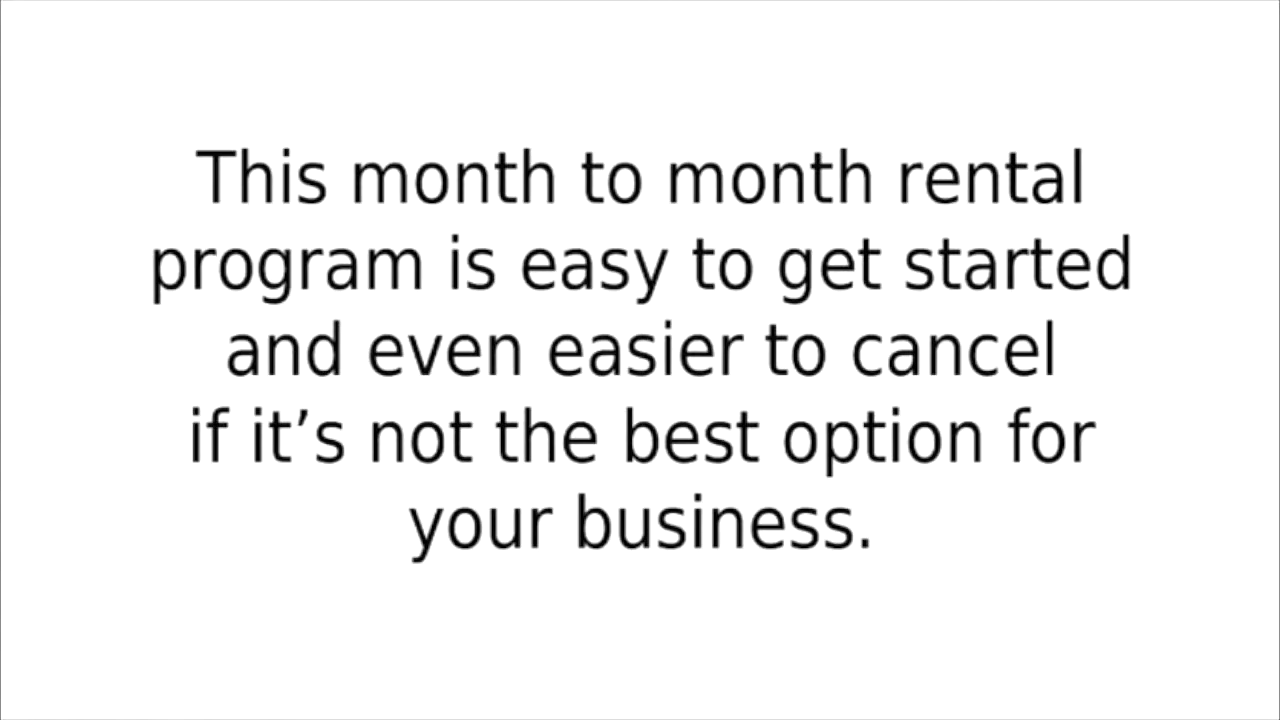 This month to month rental
program is easy to get started
and even easier to cancel
if it’s not the best option for
your business.